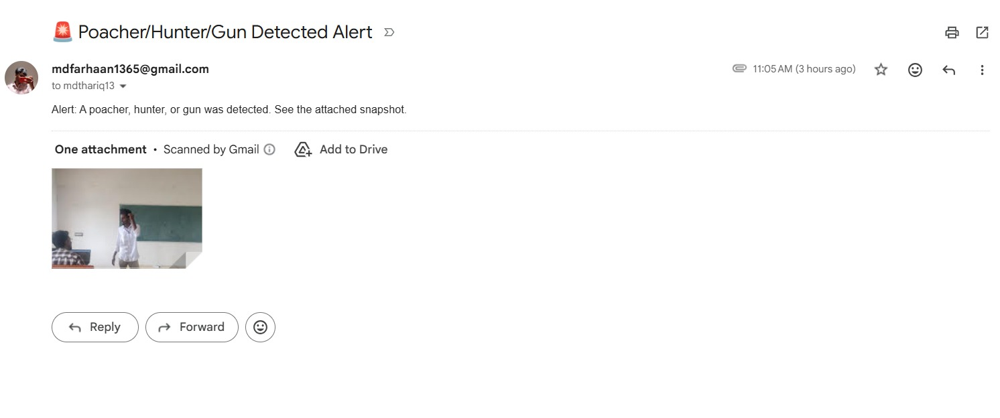 Poacher/Hunter/Gun Detected Alert
mdfarhaan1365@gmail.com
11:05 AM (3 hours ago)
to mdthariq13
Alert: A poacher, hunter, or gun was detected. See the attached snapshot.
One attachment • Scanned by Gmail
Add to Drive
Reply
Forward